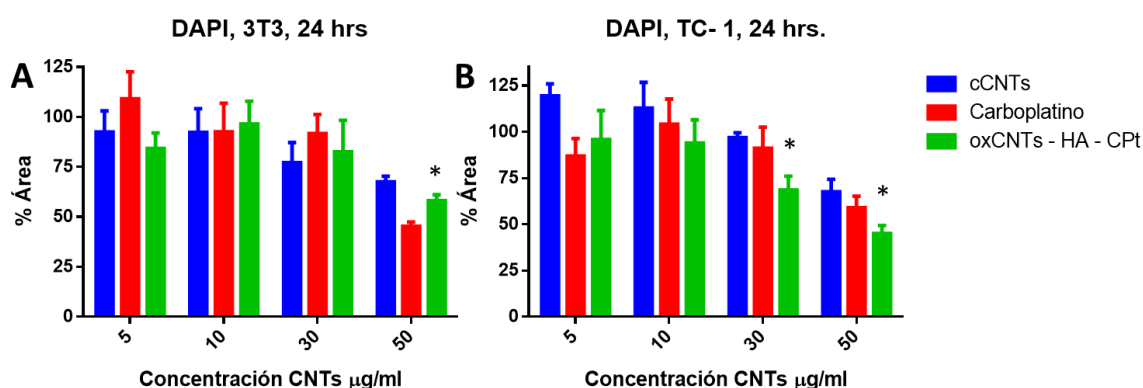 DAPI, 3T3, 24 hrs
A
% Área
125
100
75
50
25
0
5
10
30
50
*
Concentración CNTs µg/ml
DAPI, TC- 1, 24 hrs.
B
% Área
125
100
75
50
25
0
5
10
30
50
*
*
Concentración CNTs µg/ml
cCNTs
Carboplatino
oxCNTs - HA - CPt